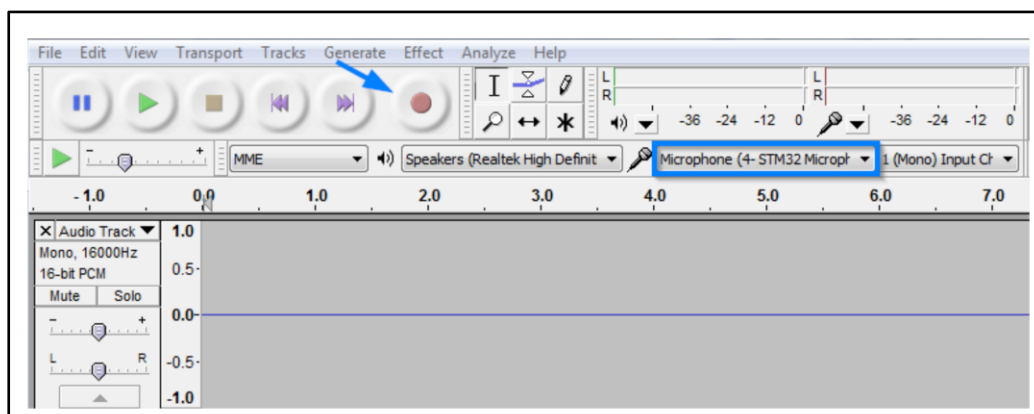 File Edit View Transport Tracks Generate Effect Analyze Help
L
R
-36 -24 -12 0
L
R
-36 -24 -12 0
- +
MME
Speakers (Realtek High Definit
Microphone (4- STM32 Microph
1 (Mono) Input Ch
- 1.0 0.0 1.0 2.0 3.0 4.0 5.0 6.0 7.0
X Audio Track 1.0
Mono, 16000Hz
16-bit PCM 0.5-
Mute Solo
- + 0.0-
L R -0.5-
-1.0